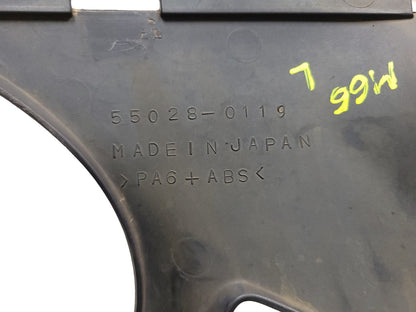 55028-0119
MADE IN JAPAN
>PA6+ABS<
L M66